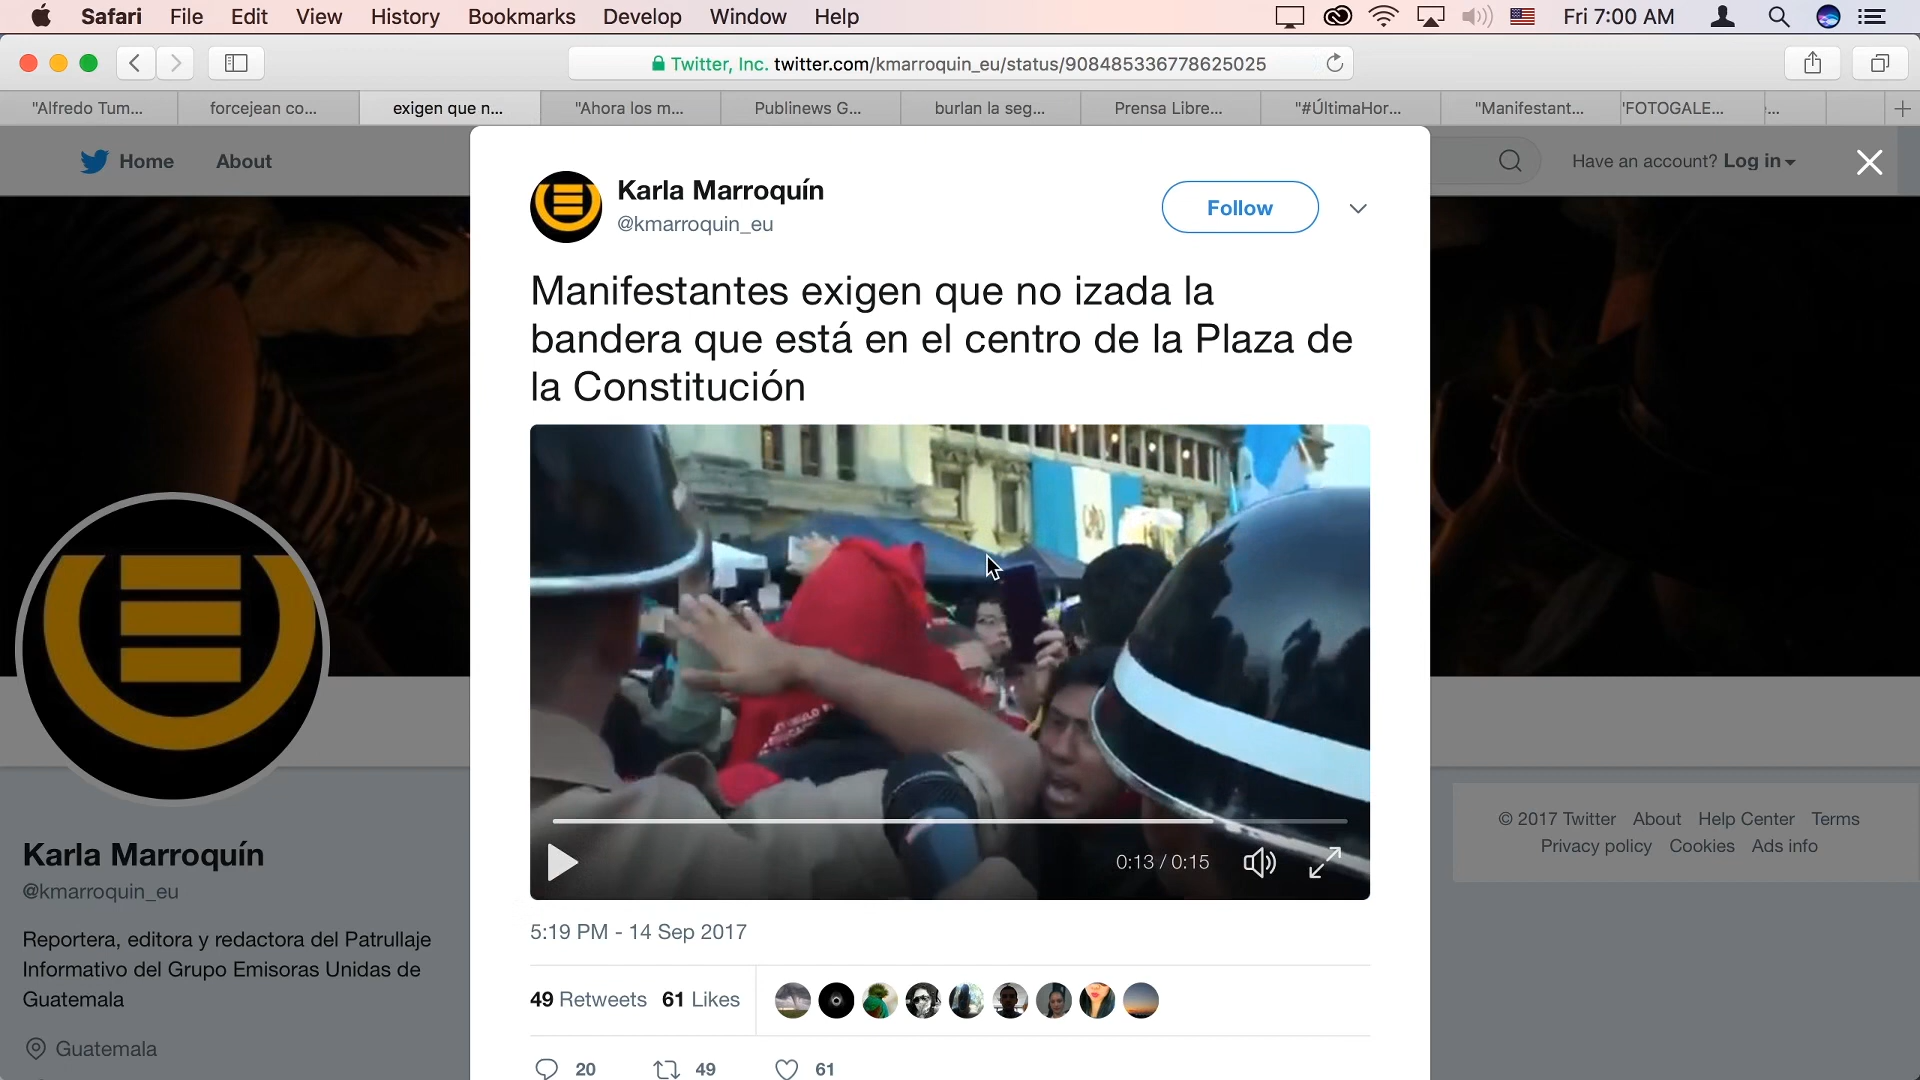 Safari File Edit View History Bookmarks Develop Window Help Fri 7:00 AM
Twitter, Inc. twitter.com/kmarroquin_eu/status/908485336778625025
"Alfredo Tum... forcejean co... exigen que n... "Ahora los m... Publinews G... burlan la seg... Prensa Libre... "#ÚltimaHor... "Manifestant... 'FOTOGALE...
Home About Have an account? Log in
Karla Marroquín
@kmarroquin_eu
Follow
Manifestantes exigen que no izada la
bandera que está en el centro de la Plaza de
la Constitución
0:13 / 0:15
5:19 PM - 14 Sep 2017
49 Retweets 61 Likes
20 49 61
Karla Marroquín
@kmarroquin_eu
Reportera, editora y redactora del Patrullaje
Informativo del Grupo Emisoras Unidas de
Guatemala
Guatemala
© 2017 Twitter About Help Center Terms
Privacy policy Cookies Ads info